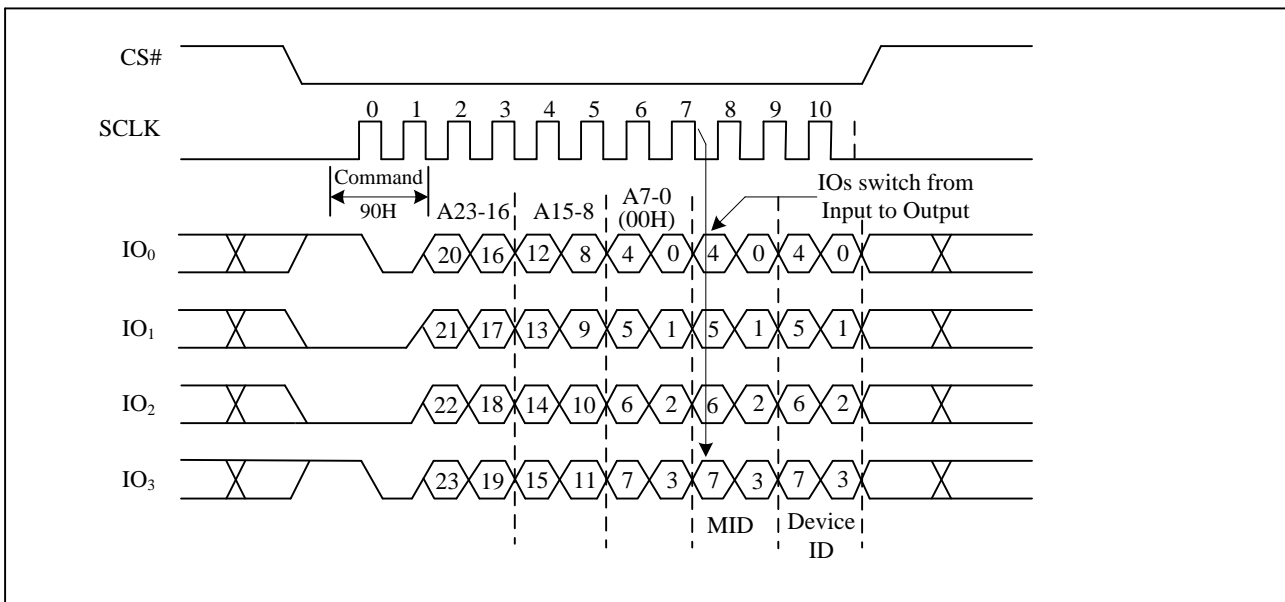 CS#
0 1 2 3 4 5 6 7 8 9 10
SCLK
Command
90H
A23-16
A15-8
A7-0
(00H)
IOs switch from
Input to Output
IO0 20 16 12 8 4 0 4 0 4 0
IO1 21 17 13 9 5 1 5 1 5 1
IO2 22 18 14 10 6 2 6 2 6 2
IO3 23 19 15 11 7 3 7 3 7 3
MID
Device
ID